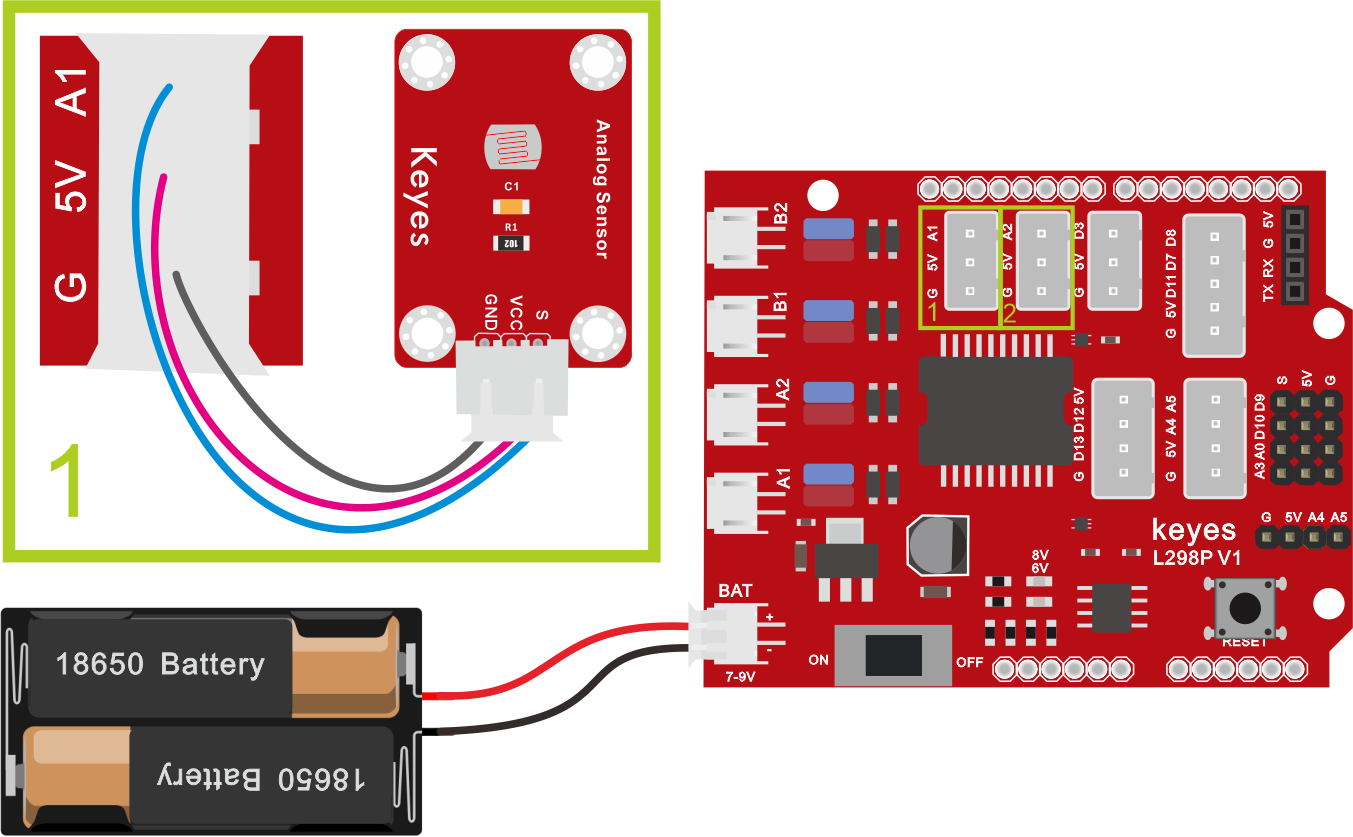 A1
5V
G
Keyes
Analog Sensor
C1
R1
102
GND
VCC
S
1
18650 Battery
18650 Battery
B2
B1
A2
A1
A1
5V
G
1
A2
5V
G
2
D3
5V
G
D8
D7
D11
5V
G
5V
G
RX
TX
5V
D12
D13
G
A5
A4
5V
G
S
5V
G
D9
D10
A0
A3
G 5V A4 A5
keyes
L298P V1
8V
6V
BAT
+
-
7-9V
ON
OFF
RESET